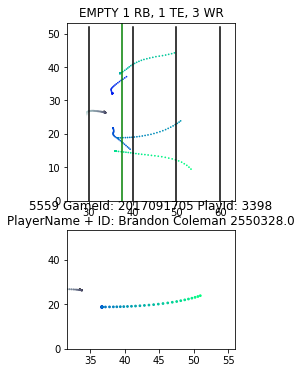 EMPTY 1 RB, 1 TE, 3 WR
50
40
30
20
10
0
30 40 50 60
5559 GameId: 2017091705 PlayId: 3398
PlayerName + ID: Brandon Coleman 2550328.0
40
20
0
35 40 45 50 55